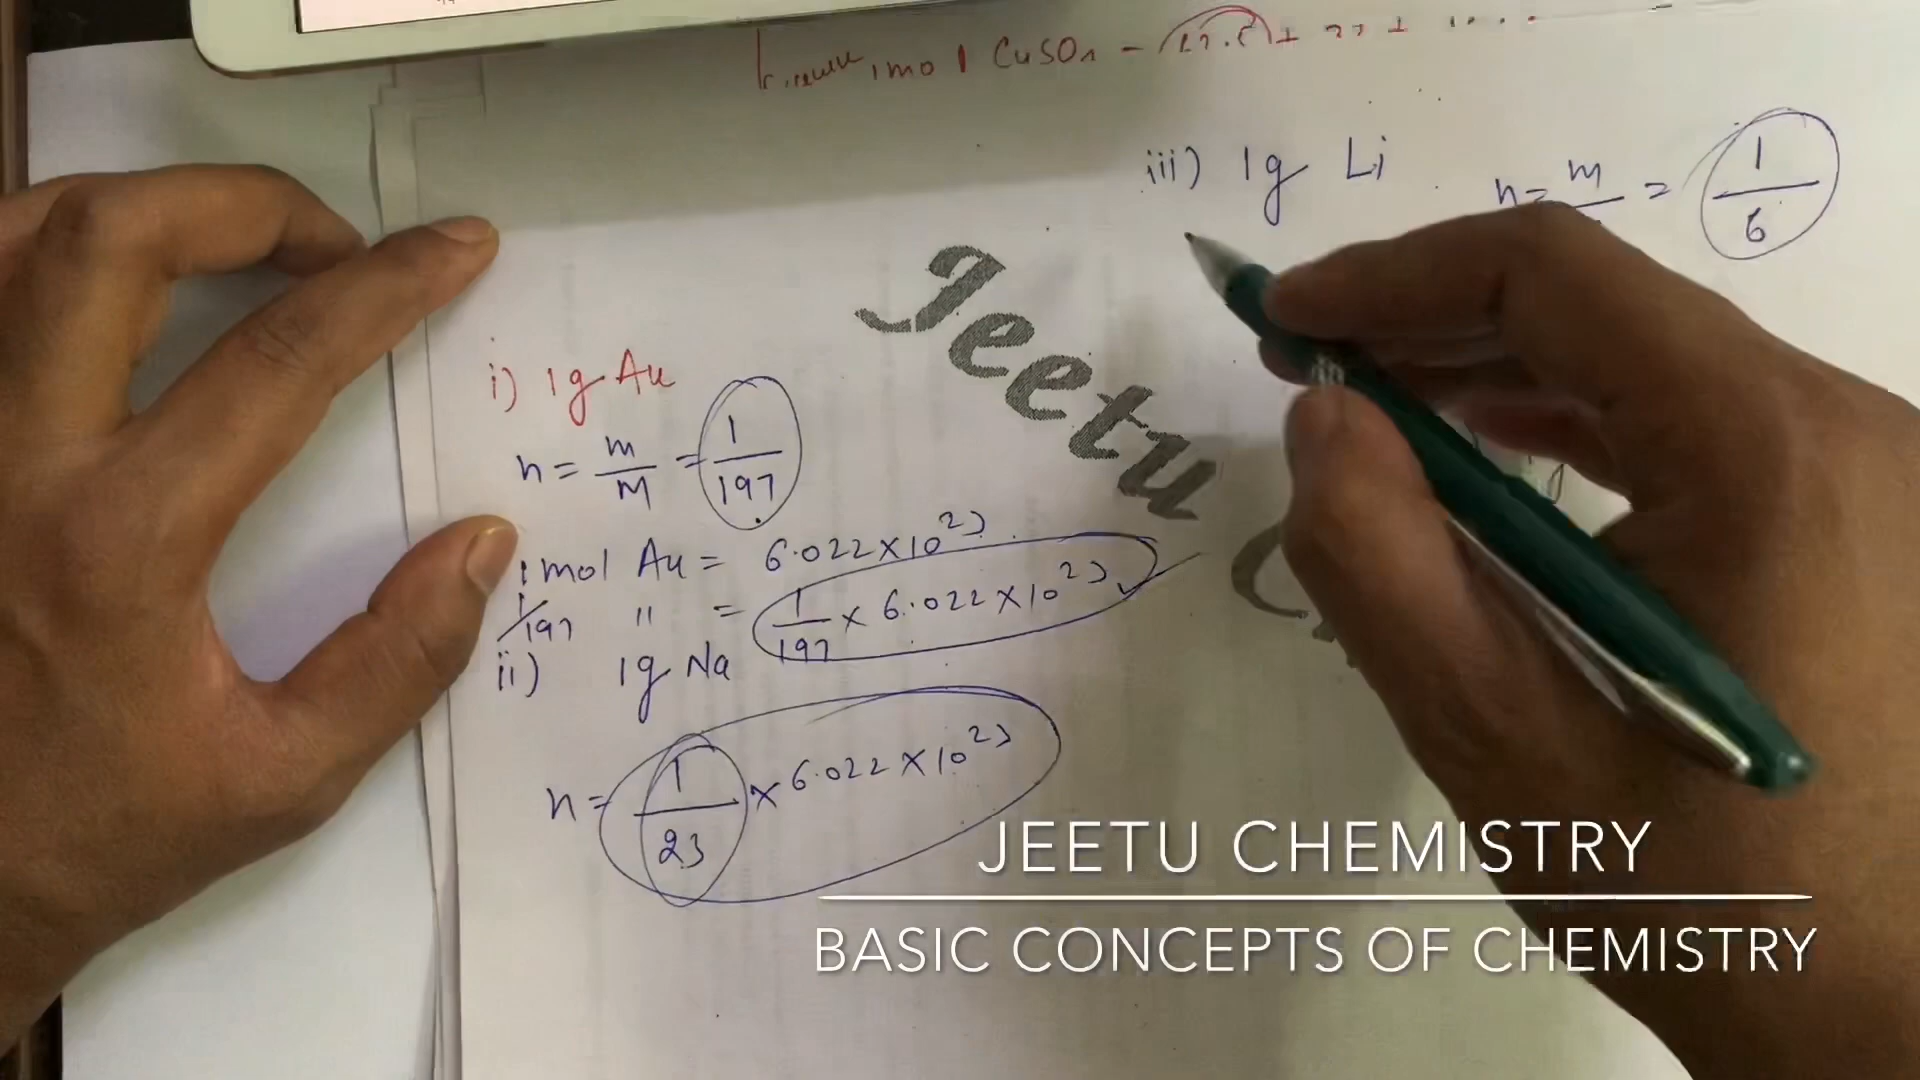 1mol CuSO4 -
iii) 1g Li n = m = 1/6
i) 1g Au
n = m/M = 1/197
1 mol Au = 6.022 × 10²³
1/197 " = 1/197 × 6.022 × 10²³
ii) 1g Na
n = 1/23 × 6.022 × 10²³
Jeetu
JEETU CHEMISTRY
BASIC CONCEPTS OF CHEMISTRY